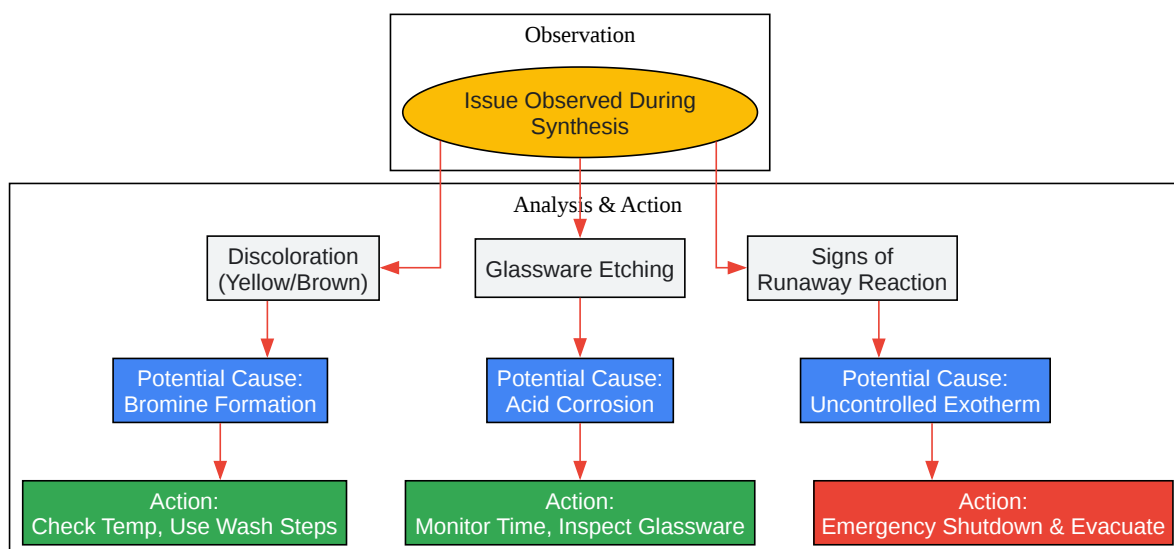 Observation
Issue Observed During
Synthesis
Analysis & Action
Discoloration
(Yellow/Brown)
Glassware Etching
Signs of
Runaway Reaction
Potential Cause:
Bromine Formation
Potential Cause:
Acid Corrosion
Potential Cause:
Uncontrolled Exotherm
Action:
Check Temp, Use Wash Steps
Action:
Monitor Time, Inspect Glassware
Action:
Emergency Shutdown & Evacuate